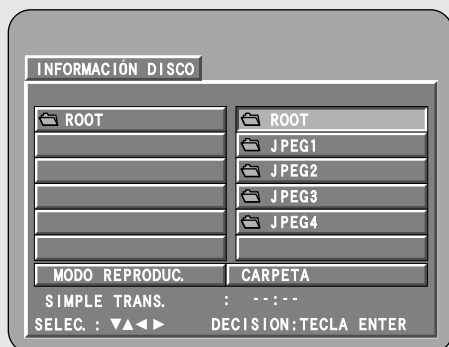 INFORMACIÓN DISCO
ROOT ROOT
JPEG1
JPEG2
JPEG3
JPEG4
MODO REPRODUC. CARPETA
SIMPLE TRANS. : --:--
SELEC. : ▼▲◀▶ DECISION:TECLA ENTER